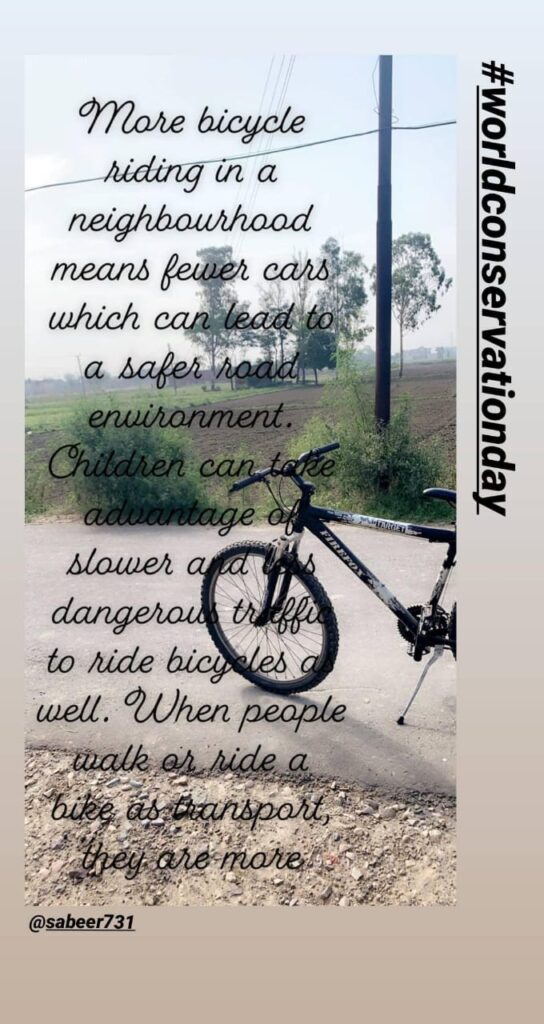 More bicycle
riding in a
neighbourhood
means fewer cars
which can lead to
a safer road
environment.
Children can take
advantage of
slower and less
dangerous traffic
to ride bicycles as
well. When people
walk or ride a
bike as transport,
they are more
#worldconservationday
TARGET
FIREFOX
@sabeer731